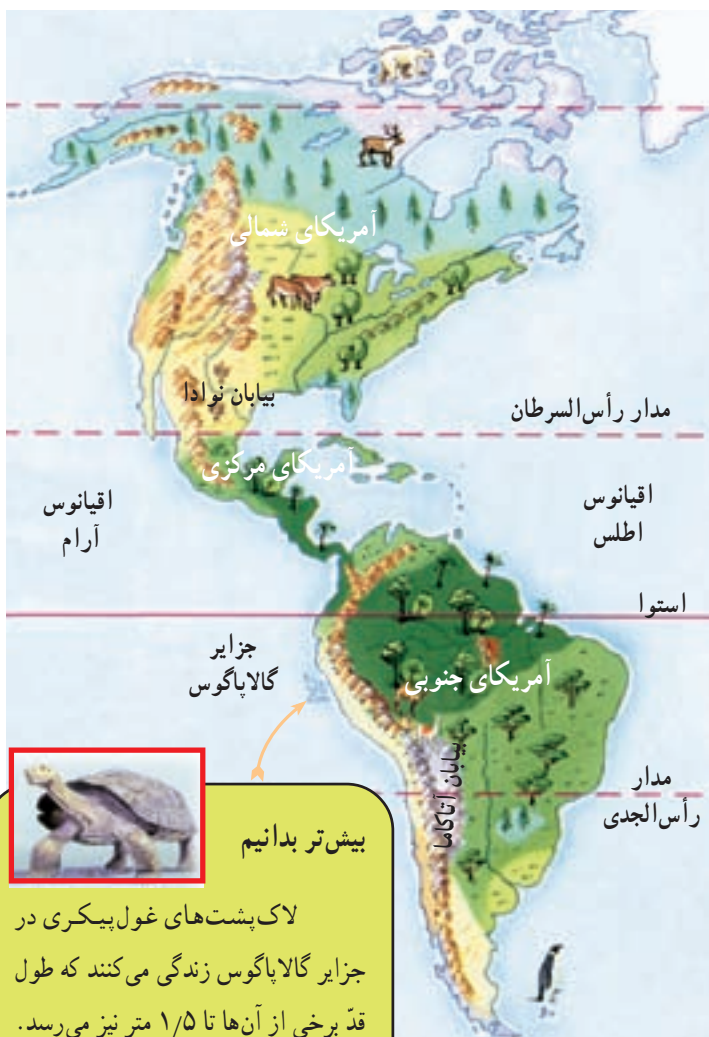 آمریکای شمالی
بیابان نوادا
مدار رأس‌السرطان
آمریکای مرکزی
اقیانوس
آرام
اقیانوس
اطلس
استوا
جزایر
گالاپاگوس
آمریکای جنوبی
بیابان آتاکاما
مدار
رأس‌الجدی
بیش‌تر بدانیم
لاک‌پشت‌های غول‌پیکری در
جزایر گالاپاگوس زندگی می‌کنند که طول
قدّ برخی از آن‌ها تا ۱/۵ متر نیز می‌رسد.